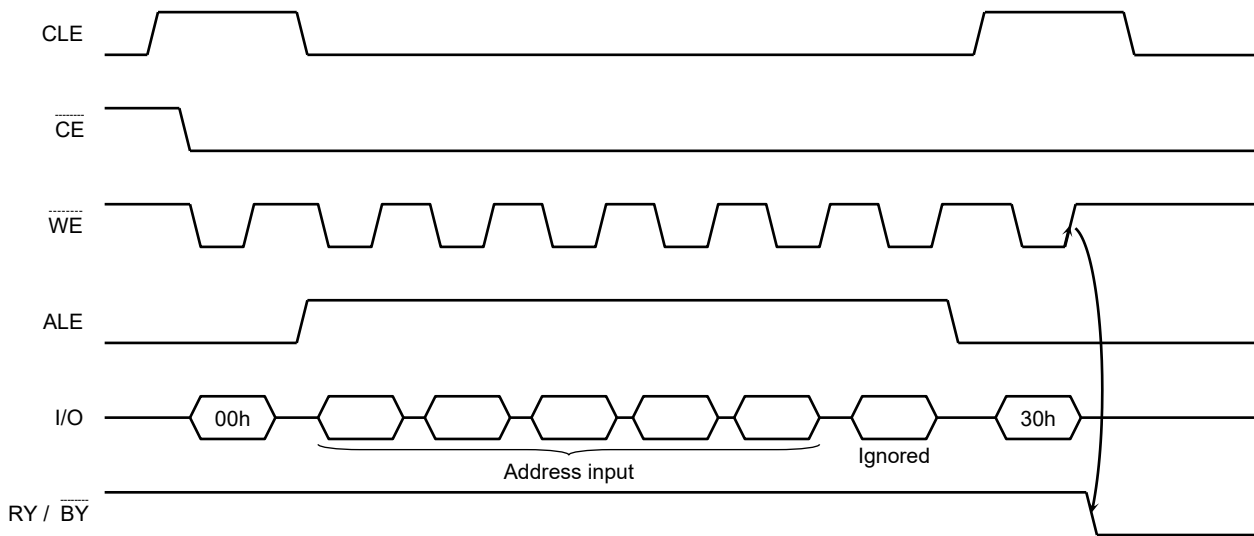 CLE
CE
WE
ALE
I/O 00h 30h
Ignored
Address input
RY / BY